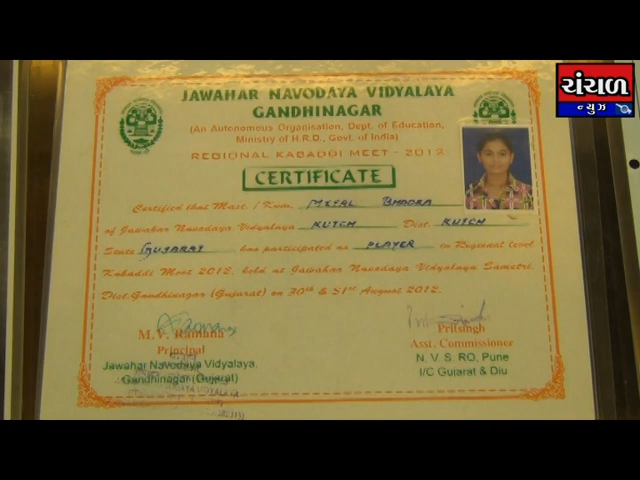 ચંચળ
ન્યુઝ
JAWAHAR NAVODAYA VIDYALAYA
GANDHINAGAR
(An Autonomous Organisation, Dept. of Education,
Ministry of H.R.D., Govt. of India)
REGIONAL KABADDI MEET - 2012
CERTIFICATE
Certified that Mast. / Kum. BHADRA
of Jawahar Navodaya Vidyalaya KUTCH Dist. KUTCH
State GUJARAT has participated as PLAYER in Regional level
Kabaddi Meet 2012, held at Jawahar Navodaya Vidyalaya Sametri,
Dist.Gandhinagar (Gujarat) on 30th & 31st August 2012.
M.V. Ramana
Principal
Jawahar Navodaya Vidyalaya,
Gandhinagar (Gujarat)
Pritsingh
Asst. Commissioner
N. V. S. RO, Pune
I/C Gujarat & Diu